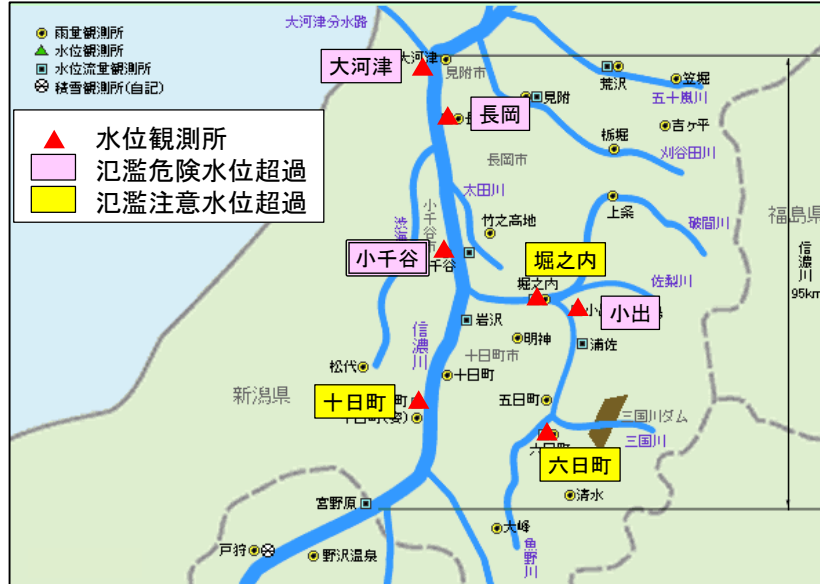 雨量観測所
水位観測所
水位流量観測所
積雪観測所(自記)
水位観測所
氾濫危険水位超過
氾濫注意水位超過
大河津分水路
大河津
大河津
見附市
荒沢
笠堀
五十嵐川
長岡
見附
吉ヶ平
栃堀
刈谷田川
長岡市
太田川
小千谷市
竹之高地
上条
破間川
福島県
信濃川
95km
小千谷
千谷
堀之内
堀之内
佐梨川
小出
岩沢
明神
浦佐
信濃川
十日町市
松代
十日町
新潟県
十日町
五日町
三国川ダム
三国川
六日町
清水
宮野原
大峰
魚野川
戸狩
野沢温泉